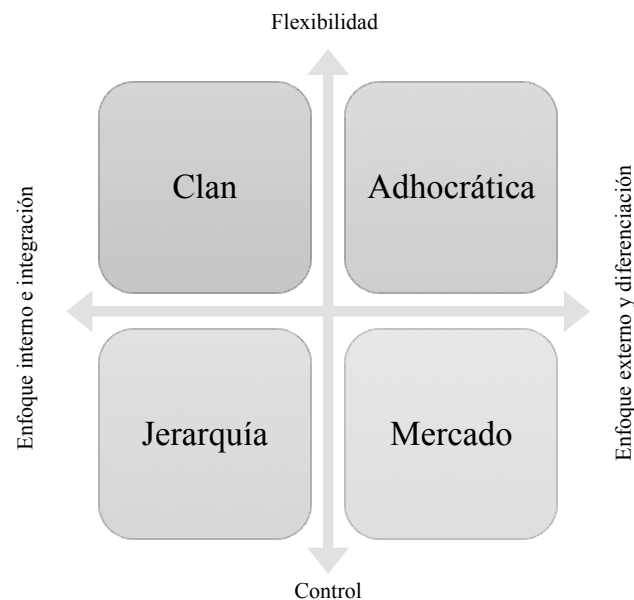 Flexibilidad
Clan
Adhocrática
Enfoque interno e integración
Enfoque externo y diferenciación
Jerarquía
Mercado
Control